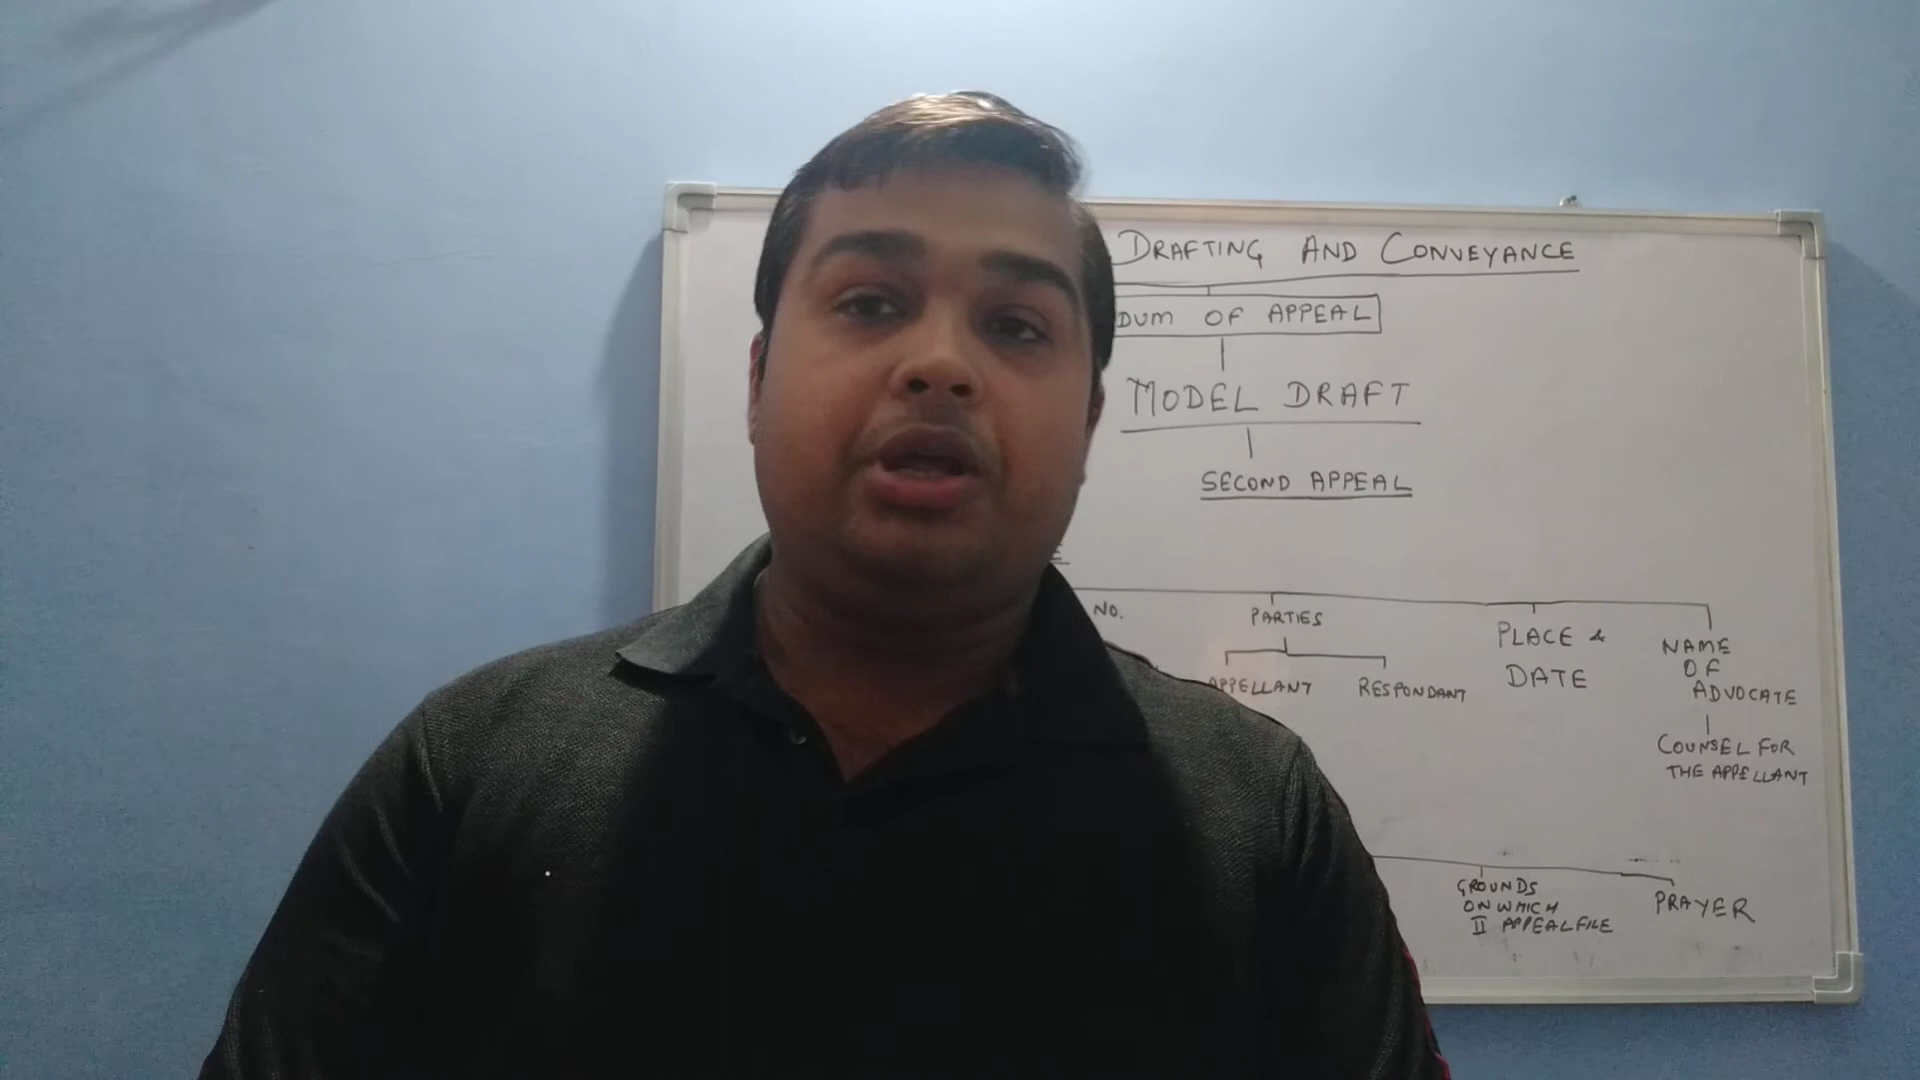 DRAFTING AND CONVEYANCE
DUM OF APPEAL
MODEL DRAFT
SECOND APPEAL
NO.
PARTIES
APPELLANT
RESPONDANT
PLACE &
DATE
NAME
OF
ADVOCATE
COUNSEL FOR
THE APPELLANT
GROUNDS
ON WHICH
II APPEAL FILE
PRAYER